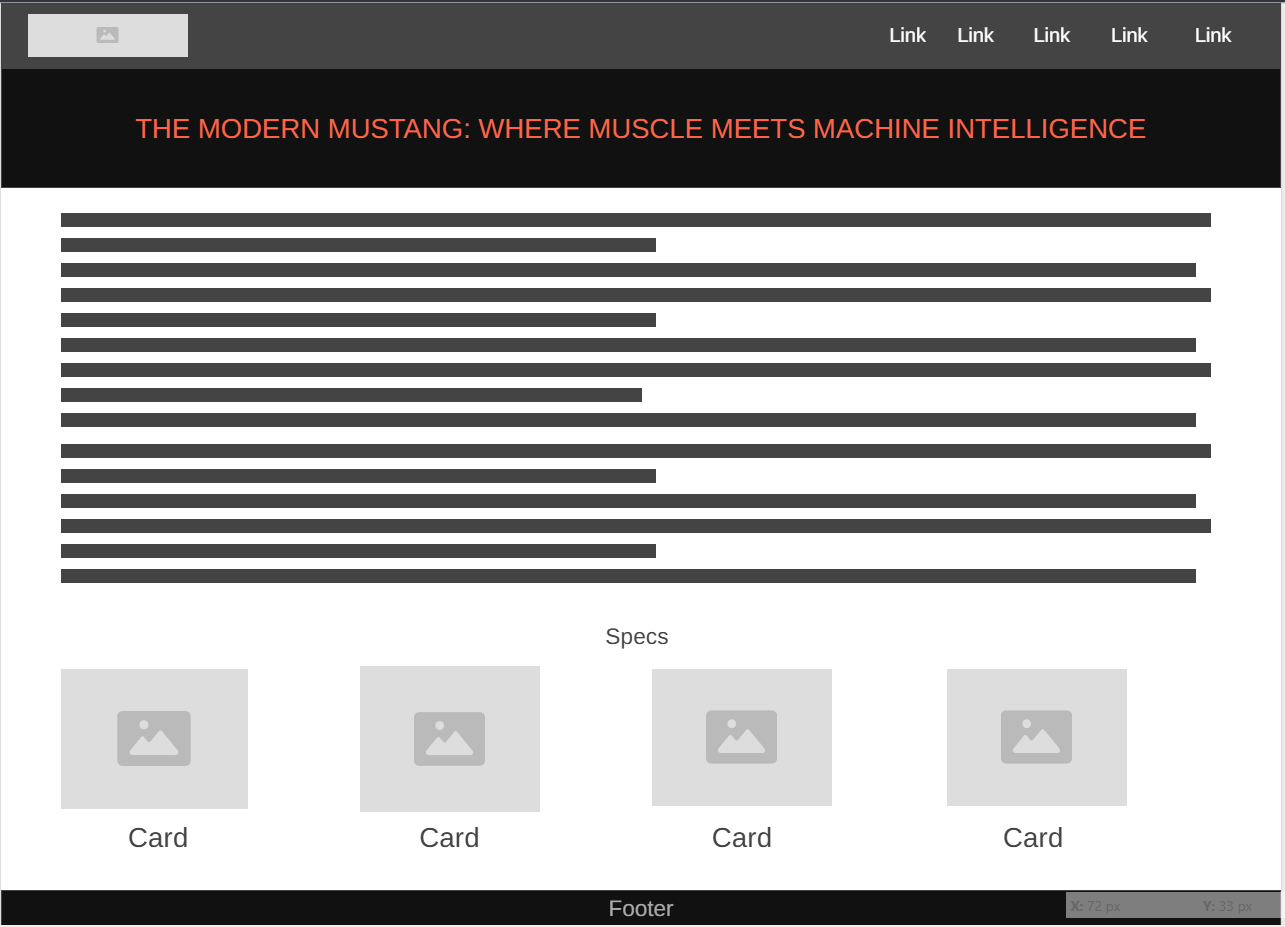 Link Link Link Link Link
THE MODERN MUSTANG: WHERE MUSCLE MEETS MACHINE INTELLIGENCE
Specs
Card Card Card Card
Footer
X: 72 px Y: 33 px